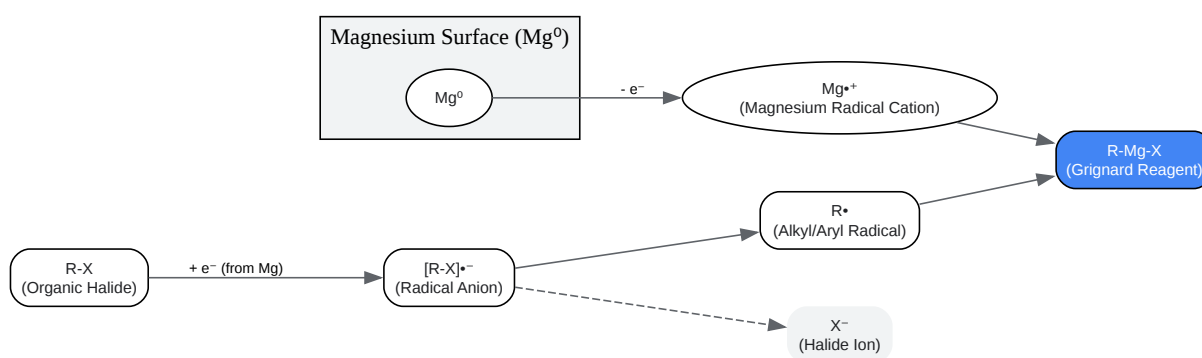 Magnesium Surface (Mg⁰)
Mg⁰
- e⁻
Mg•⁺
(Magnesium Radical Cation)
R-Mg-X
(Grignard Reagent)
R•
(Alkyl/Aryl Radical)
R-X
(Organic Halide)
+ e⁻ (from Mg)
[R-X]•⁻
(Radical Anion)
X⁻
(Halide Ion)